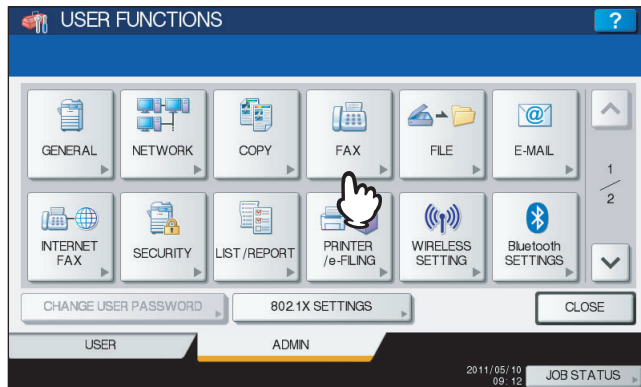 USER FUNCTIONS
?
GENERAL
NETWORK
COPY
FAX
FILE
@
E-MAIL
1
2
INTERNET
FAX
SECURITY
LIST/REPORT
PRINTER
/e-FILING
WIRELESS
SETTING
Bluetooth
SETTINGS
CHANGE USER PASSWORD
802.1X SETTINGS
CLOSE
USER
ADMIN
2011/05/10
09:12
JOB STATUS